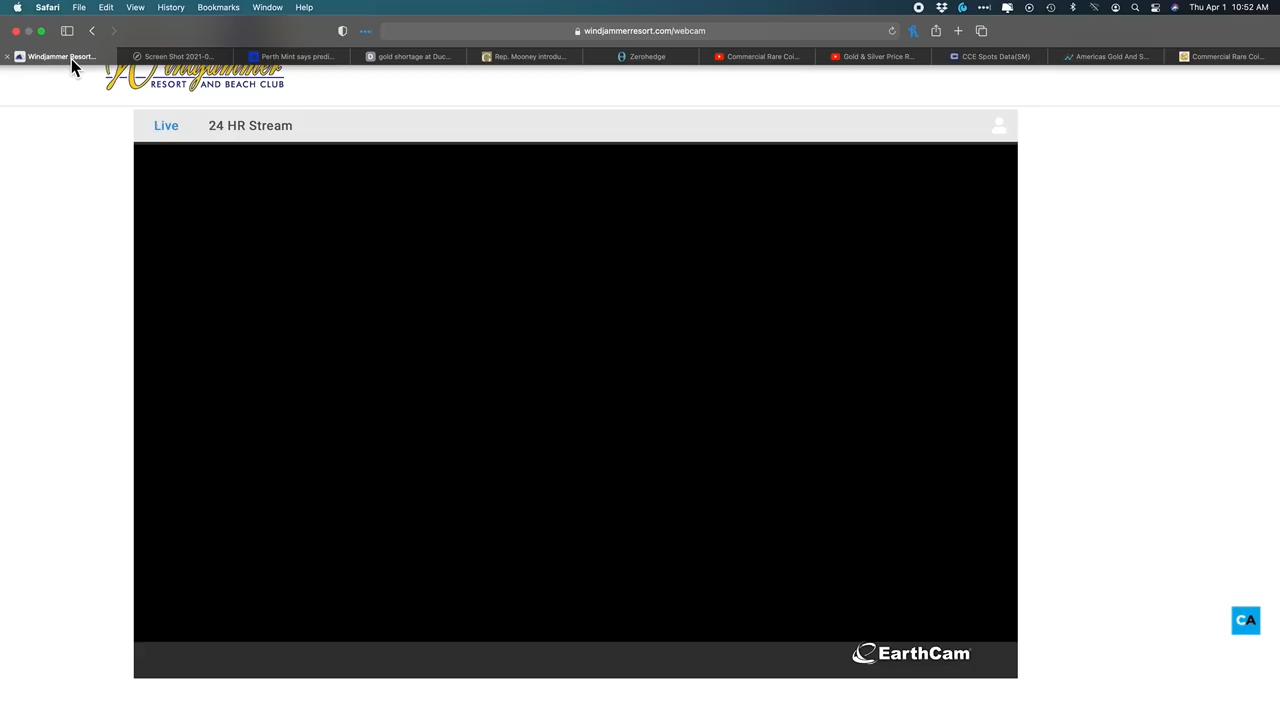 Safari File Edit View History Bookmarks Window Help Thu Apr 1 10:52 AM
windjammerresort.com/webcam
Windjammer Resort... Screen Shot 2021-0... Perth Mint says predi... gold shortage at Duc... Rep. Mooney introdu... Zerohedge Commercial Rare Coi... Gold & Silver Price R... CCE Spots Data(SM) Americas Gold And S... Commercial Rare Coi...
Windjammer
RESORT AND BEACH CLUB
Live 24 HR Stream
CA
EarthCam